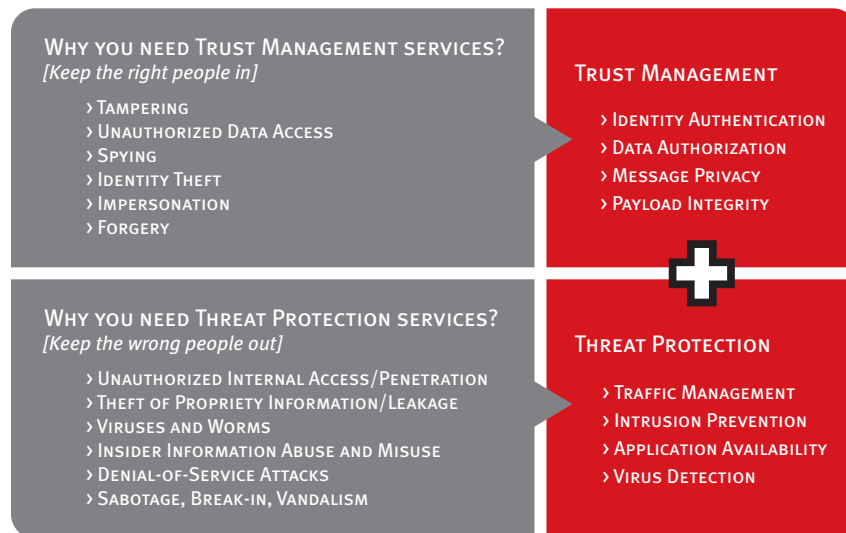 WHY YOU NEED TRUST MANAGEMENT SERVICES?
[Keep the right people in]
› TAMPERING
› UNAUTHORIZED DATA ACCESS
› SPYING
› IDENTITY THEFT
› IMPERSONATION
› FORGERY
TRUST MANAGEMENT
› IDENTITY AUTHENTICATION
› DATA AUTHORIZATION
› MESSAGE PRIVACY
› PAYLOAD INTEGRITY
WHY YOU NEED THREAT PROTECTION SERVICES?
[Keep the wrong people out]
› UNAUTHORIZED INTERNAL ACCESS/PENETRATION
› THEFT OF PROPRIETY INFORMATION/LEAKAGE
› VIRUSES AND WORMS
› INSIDER INFORMATION ABUSE AND MISUSE
› DENIAL-OF-SERVICE ATTACKS
› SABOTAGE, BREAK-IN, VANDALISM
THREAT PROTECTION
› TRAFFIC MANAGEMENT
› INTRUSION PREVENTION
› APPLICATION AVAILABILITY
› VIRUS DETECTION